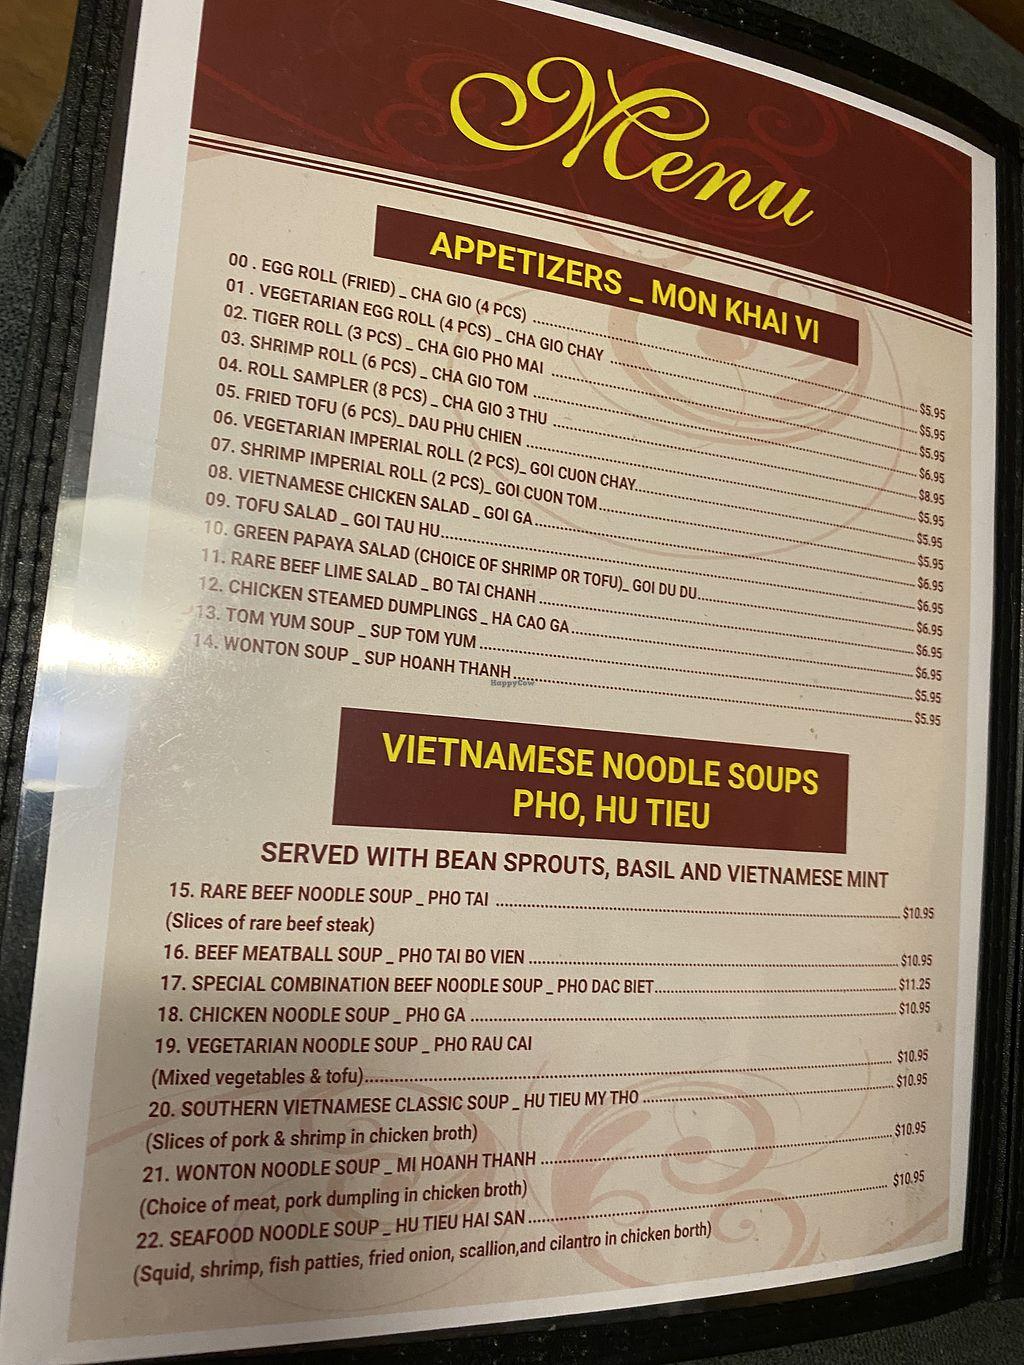 Menu
APPETIZERS _ MON KHAI VI
00 . EGG ROLL (FRIED) _ CHA GIO (4 PCS) ........ $5.95
01 . VEGETARIAN EGG ROLL (4 PCS) _ CHA GIO CHAY ........ $5.95
02. TIGER ROLL (3 PCS) _ CHA GIO PHO MAI ........ $5.95
03. SHRIMP ROLL (6 PCS) _ CHA GIO TOM ........ $6.95
04. ROLL SAMPLER (8 PCS) _ CHA GIO 3 THU ........ $8.95
05. FRIED TOFU (6 PCS)_ DAU PHU CHIEN ........ $5.95
06. VEGETARIAN IMPERIAL ROLL (2 PCS)_ GOI CUON CHAY........ $5.95
07. SHRIMP IMPERIAL ROLL (2 PCS)_ GOI CUON TOM........ $5.95
08. VIETNAMESE CHICKEN SALAD _ GOI GA........ $6.95
09. TOFU SALAD _ GOI TAU HU........ $6.95
10. GREEN PAPAYA SALAD (CHOICE OF SHRIMP OR TOFU)_ GOI DU DU........ $6.95
11. RARE BEEF LIME SALAD _ BO TAI CHANH ........ $6.95
12. CHICKEN STEAMED DUMPLINGS _ HA CAO GA........ $6.95
13. TOM YUM SOUP _ SUP TOM YUM ........ $5.95
14. WONTON SOUP _ SUP HOANH THANH........ $5.95
HappyCow
VIETNAMESE NOODLE SOUPS
PHO, HU TIEU
SERVED WITH BEAN SPROUTS, BASIL AND VIETNAMESE MINT
15. RARE BEEF NOODLE SOUP _ PHO TAI ........ $10.95
(Slices of rare beef steak)
16. BEEF MEATBALL SOUP _ PHO TAI BO VIEN ........ $10.95
17. SPECIAL COMBINATION BEEF NOODLE SOUP _ PHO DAC BIET........ $11.25
18. CHICKEN NOODLE SOUP _ PHO GA ........ $10.95
19. VEGETARIAN NOODLE SOUP _ PHO RAU CAI
(Mixed vegetables & tofu)........ $10.95
20. SOUTHERN VIETNAMESE CLASSIC SOUP _ HU TIEU MY THO ........ $10.95
(Slices of pork & shrimp in chicken broth)
21. WONTON NOODLE SOUP _ MI HOANH THANH ........ $10.95
(Choice of meat, pork dumpling in chicken broth)
22. SEAFOOD NOODLE SOUP _ HU TIEU HAI SAN ........ $10.95
(Squid, shrimp, fish patties, fried onion, scallion,and cilantro in chicken borth)